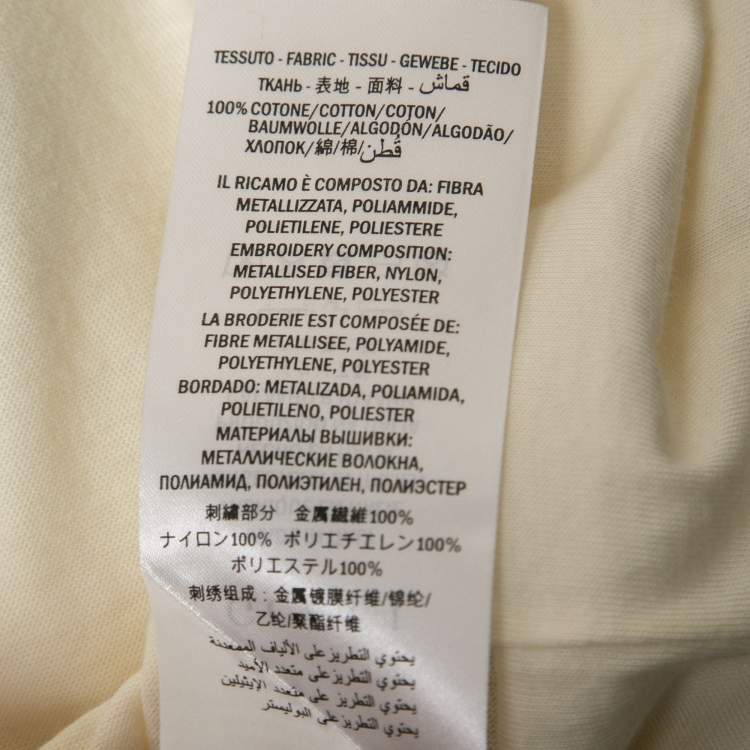 TESSUTO - FABRIC - TISSU - GEWEBE - TECIDO
ТКАНЬ - 表地 - 面料 - قماش
100% COTONE/COTTON/COTON/
BAUMWOLLE/ALGODÓN/ALGODÃO/
ХЛОПОК/綿/棉/قُطن
IL RICAMO È COMPOSTO DA: FIBRA
METALLIZZATA, POLIAMMIDE,
POLIETILENE, POLIESTERE
EMBROIDERY COMPOSITION:
METALLISED FIBER, NYLON,
POLYETHYLENE, POLYESTER
LA BRODERIE EST COMPOSÉE DE:
FIBRE METALLISEE, POLYAMIDE,
POLYETHYLENE, POLYESTER
BORDADO: METALIZADA, POLIAMIDA,
POLIETILENO, POLIESTER
МАТЕРИАЛЫ ВЫШИВКИ:
МЕТАЛЛИЧЕСКИЕ ВОЛОКНА,
ПОЛИАМИД, ПОЛИЭТИЛЕН, ПОЛИЭСТЕР
刺繍部分 金属繊維100%
ナイロン100% ポリエチエレン100%
ポリエステル100%
刺绣组成：金属镀膜纤维/锦纶/
乙纶/聚酯纤维
يحتوي التطريز على الألياف الممعدنة
يحتوي التطريز على متعدد الأميد
يحتوي التطريز على متعدد الإيثيلين
يحتوي التطريز على البوليستر